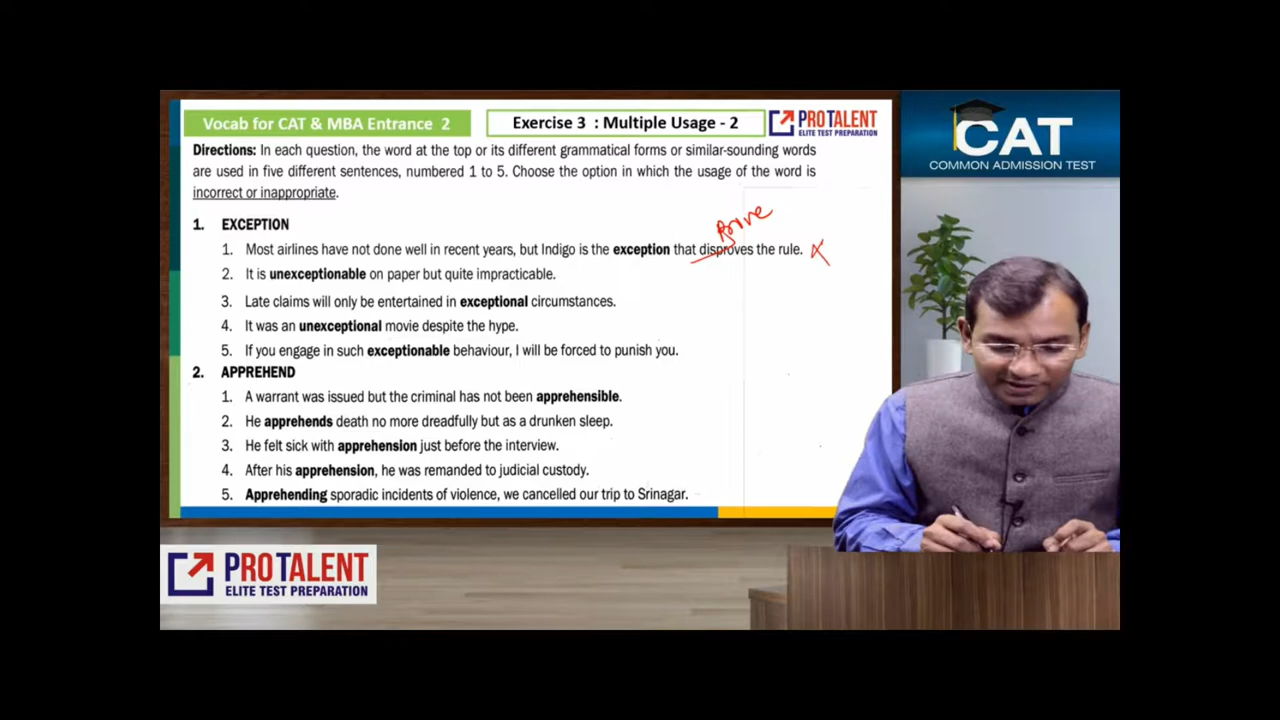 Vocab for CAT & MBA Entrance 2
Exercise 3 : Multiple Usage - 2
PROTALENT
ELITE TEST PREPARATION
CAT
COMMON ADMISSION TEST
Directions: In each question, the word at the top or its different grammatical forms or similar-sounding words
are used in five different sentences, numbered 1 to 5. Choose the option in which the usage of the word is
incorrect or inappropriate.
1. EXCEPTION
Prove
1. Most airlines have not done well in recent years, but Indigo is the exception that disproves the rule. X
2. It is unexceptionable on paper but quite impracticable.
3. Late claims will only be entertained in exceptional circumstances.
4. It was an unexceptional movie despite the hype.
5. If you engage in such exceptionable behaviour, I will be forced to punish you.
2. APPREHEND
1. A warrant was issued but the criminal has not been apprehensible.
2. He apprehends death no more dreadfully but as a drunken sleep.
3. He felt sick with apprehension just before the interview.
4. After his apprehension, he was remanded to judicial custody.
5. Apprehending sporadic incidents of violence, we cancelled our trip to Srinagar.
PROTALENT
ELITE TEST PREPARATION